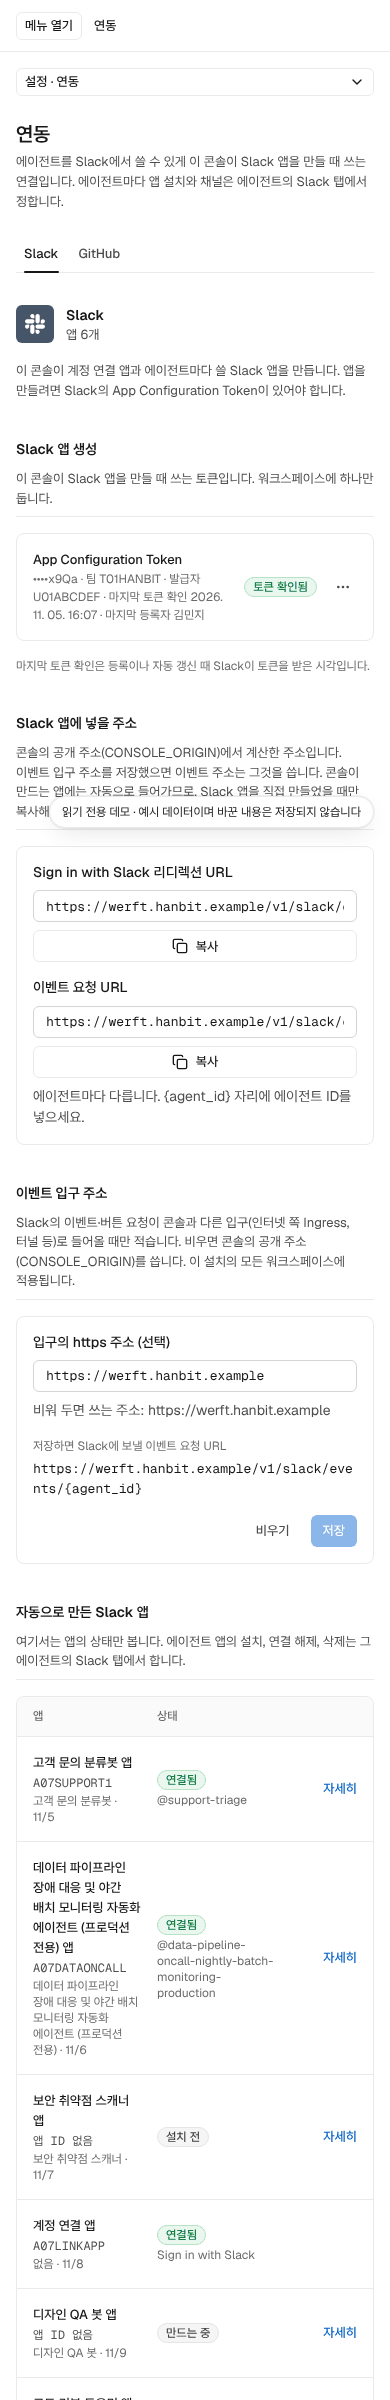 메뉴 열기
연동
설정 · 연동
연동
에이전트를 Slack에서 쓸 수 있게 이 콘솔이 Slack 앱을 만들 때 쓰는
연결입니다. 에이전트마다 앱 설치와 채널은 에이전트의 Slack 탭에서
정합니다.
Slack
GitHub
Slack
앱 6개
이 콘솔이 계정 연결 앱과 에이전트마다 쓸 Slack 앱을 만듭니다. 앱을
만들려면 Slack의 App Configuration Token이 있어야 합니다.
Slack 앱 생성
이 콘솔이 Slack 앱을 만들 때 쓰는 토큰입니다. 워크스페이스에 하나만
둡니다.
App Configuration Token
••••x9Qa · 팀 T01HANBIT · 발급자
U01ABCDEF · 마지막 토큰 확인 2026.
11. 05. 16:07 · 마지막 등록자 김민지
토큰 확인됨
마지막 토큰 확인은 등록이나 자동 갱신 때 Slack이 토큰을 받은 시각입니다.
Slack 앱에 넣을 주소
콘솔의 공개 주소(CONSOLE_ORIGIN)에서 계산한 주소입니다.
이벤트 입구 주소를 저장했으면 이벤트 주소는 그것을 씁니다. 콘솔이
만드는 앱에는 자동으로 들어가므로, Slack 앱을 직접 만들었을 때만
복사해
읽기 전용 데모 · 예시 데이터이며 바꾼 내용은 저장되지 않습니다
Sign in with Slack 리디렉션 URL
https://werft.hanbit.example/v1/slack/
복사
이벤트 요청 URL
https://werft.hanbit.example/v1/slack/
복사
에이전트마다 다릅니다. {agent_id} 자리에 에이전트 ID를
넣으세요.
이벤트 입구 주소
Slack의 이벤트·버튼 요청이 콘솔과 다른 입구(인터넷 쪽 Ingress,
터널 등)로 들어올 때만 적습니다. 비우면 콘솔의 공개 주소
(CONSOLE_ORIGIN)를 씁니다. 이 설정의 모든 워크스페이스에
적용됩니다.
입구의 https 주소 (선택)
https://werft.hanbit.example
비워 두면 쓰는 주소: https://werft.hanbit.example
저장하면 Slack에 보낼 이벤트 요청 URL
https://werft.hanbit.example/v1/slack/eve
nts/{agent_id}
비우기
저장
자동으로 만든 Slack 앱
여기서는 앱의 상태만 봅니다. 에이전트 앱의 설치, 연결 해제, 삭제는 그
에이전트의 Slack 탭에서 합니다.
앱
상태
고객 문의 분류봇 앱
A07SUPPORT1
고객 문의 분류봇 ·
11/5
연결됨
@support-triage
자세히
데이터 파이프라인
장애 대응 및 야간
배치 모니터링 자동화
에이전트 (프로덕션
전용) 앱
A07DATAONCALL
데이터 파이프라인
장애 대응 및 야간 배치
모니터링 자동화
에이전트 (프로덕션
전용) · 11/6
연결됨
@data-pipeline-
oncall-nightly-batch-
monitoring-
production
자세히
보안 취약점 스캐너
앱
앱 ID 없음
보안 취약점 스캐너 ·
11/7
설치 전
자세히
계정 연결 앱
A07LINKAPP
없음 · 11/8
연결됨
Sign in with Slack
디자인 QA 봇 앱
앱 ID 없음
디자인 QA 봇 · 11/9
만드는 중
자세히